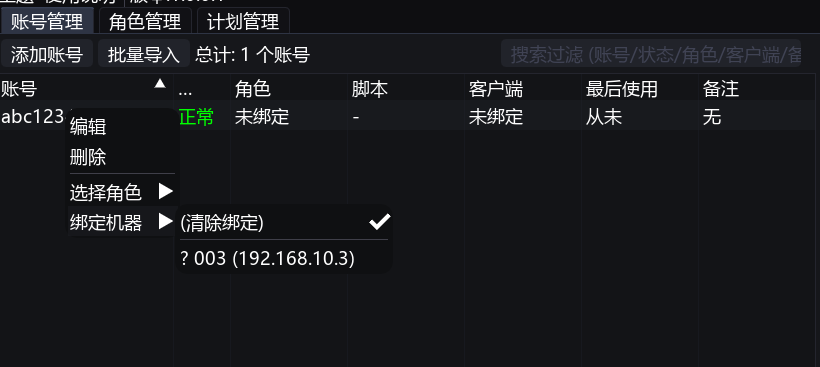 账号管理 角色管理 计划管理
添加账号 批量导入 总计: 1 个账号 搜索过滤 (账号/状态/角色/客户端/备
账号 ... 角色 脚本 客户端 最后使用 备注
abc123 正常 未绑定 - 未绑定 从未 无
编辑
删除
选择角色
绑定机器
(清除绑定)
? 003 (192.168.10.3)